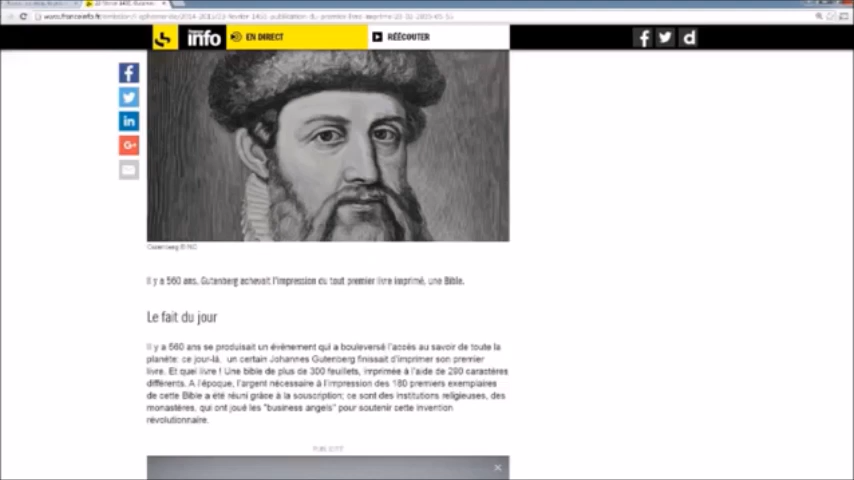 info
EN DIRECT
RÉÉCOUTER
Gutenberg
Il y a 560 ans, Gutenberg achevait l'impression du tout premier livre imprimé, une Bible.
Le fait du jour
Il y a 560 ans se produisait un évènement qui a bouleversé l'accès au savoir de toute la
planète: ce jour-là, un certain Johannes Gutenberg finissait d'imprimer son premier
livre. Et quel livre ! Une bible de plus de 300 feuillets, imprimée à l'aide de 290 caractères
différents. A l'époque, l'argent nécessaire à l'impression des 180 premiers exemplaires
de cette Bible a été réuni grâce à la souscription; ce sont des institutions religieuses, des
monastères, qui ont joué les "business angels" pour soutenir cette invention
révolutionnaire.
PUBLICITÉ